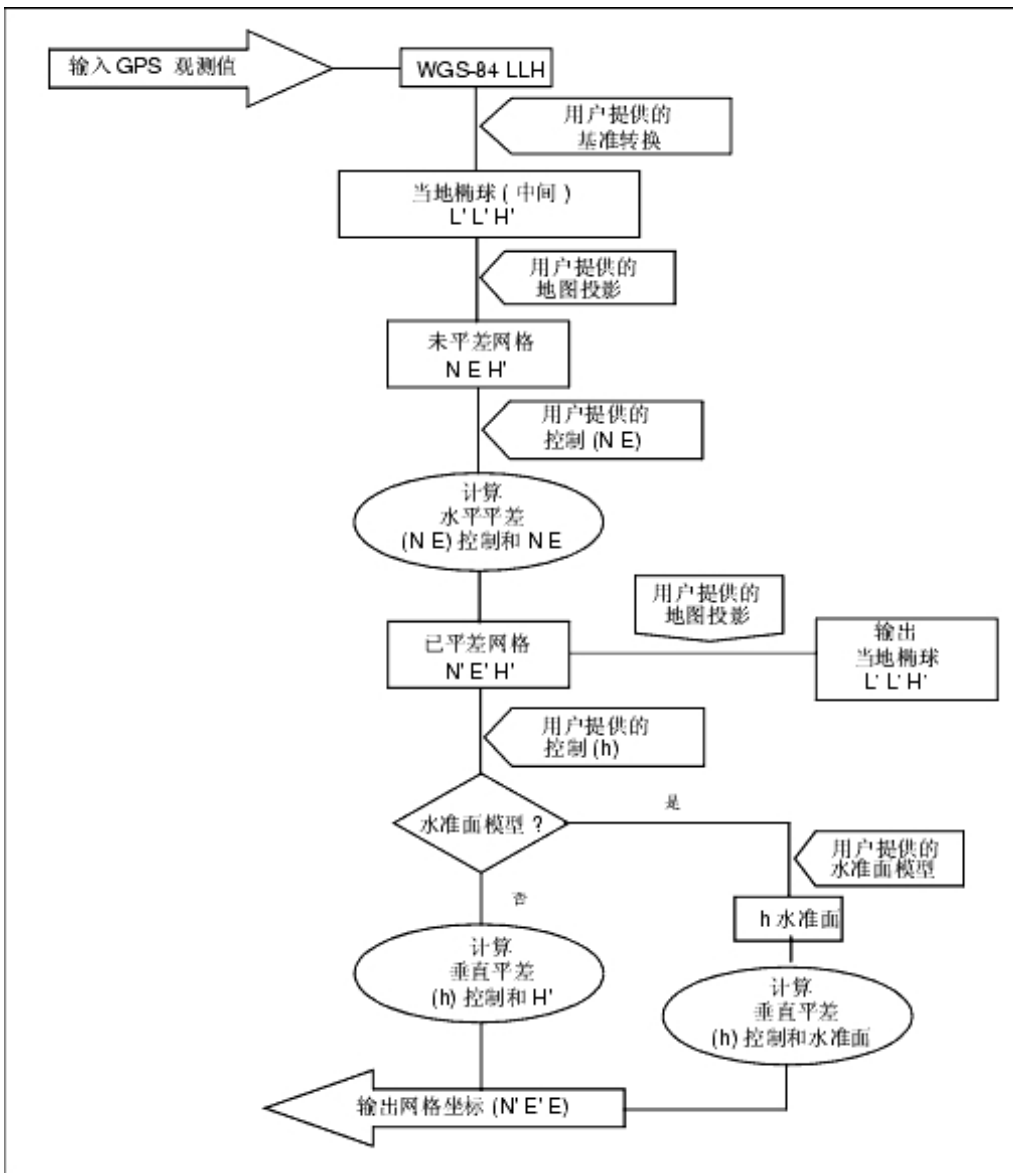 输入 GPS 观测值
WGS-84 LLH
用户提供的
基准转换
当地椭球 ( 中间 )
L' L' H'
用户提供的
地图投影
未平差网格
N E H'
用户提供的
控制 (N E)
计算
水平平差
(N E) 控制和 N E
用户提供的
地图投影
已平差网格
N' E' H'
输出
当地椭球
L' L' H'
用户提供的
控制 (h)
水准面模型 ?
是
用户提供的
水准面模型
否
h 水准面
计算
垂直平差
(h) 控制和 H'
计算
垂直平差
(h) 控制和水准面
输出网格坐标 (N' E' E)